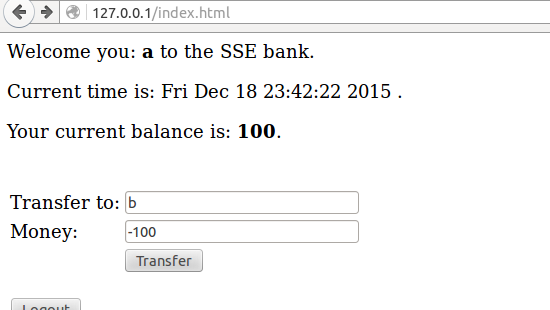 127.0.0.1/index.html
Welcome you: a to the SSE bank.
Current time is: Fri Dec 18 23:42:22 2015 .
Your current balance is: 100.
Transfer to: b
Money: -100
Transfer
Logout